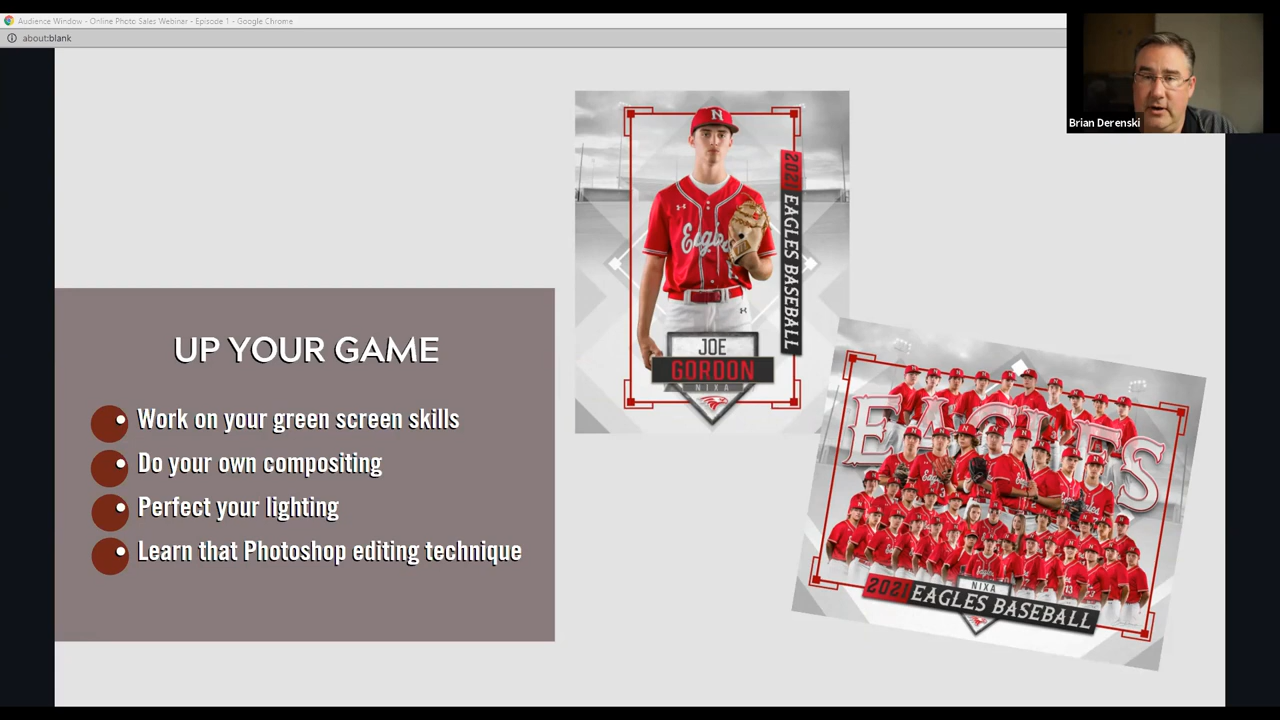 Audience Window - Online Photo Sales Webinar - Episode 1 - Google Chrome
about:blank
Brian Derenski
N
2021 EAGLES BASEBALL
Eagles
JOE
GORDON
NIXA
UP YOUR GAME
Work on your green screen skills
Do your own compositing
Perfect your lighting
Learn that Photoshop editing technique
EAGLES
NIXA
2021 EAGLES BASEBALL